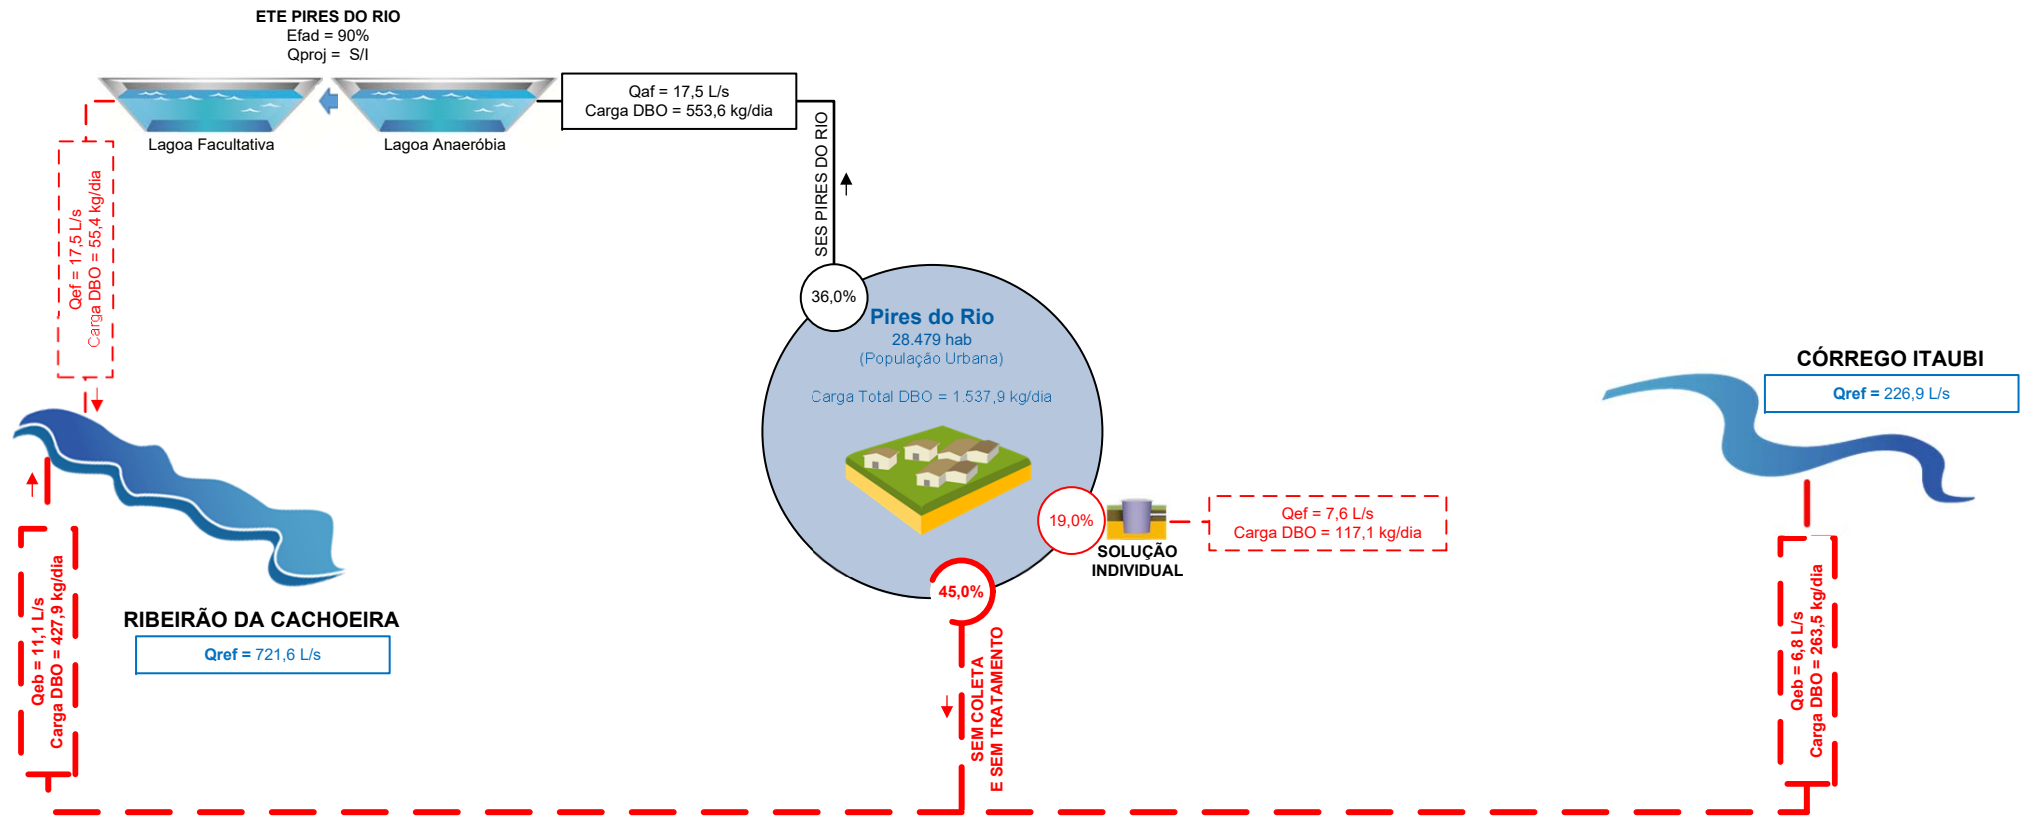 ETE PIRES DO RIO
Efad = 90%
Qproj = S/I
Lagoa Facultativa
Lagoa Anaeróbia
Qaf = 17,5 L/s
Carga DBO = 553,6 kg/dia
SES PIRES DO RIO
Qef = 17,5 L/s
Carga DBO = 55,4 kg/dia
36,0%
Pires do Rio
28.479 hab
(População Urbana)
Carga Total DBO = 1.537,9 kg/dia
CÓRREGO ITAUBI
Qref = 226,9 L/s
19,0%
SOLUÇÃO
INDIVIDUAL
Qef = 7,6 L/s
Carga DBO = 117,1 kg/dia
45,0%
SEM COLETA
E SEM TRATAMENTO
RIBEIRÃO DA CACHOEIRA
Qref = 721,6 L/s
Qeb = 11,1 L/s
Carga DBO = 427,9 kg/dia
Qeb = 6,8 L/s
Carga DBO = 263,5 kg/dia